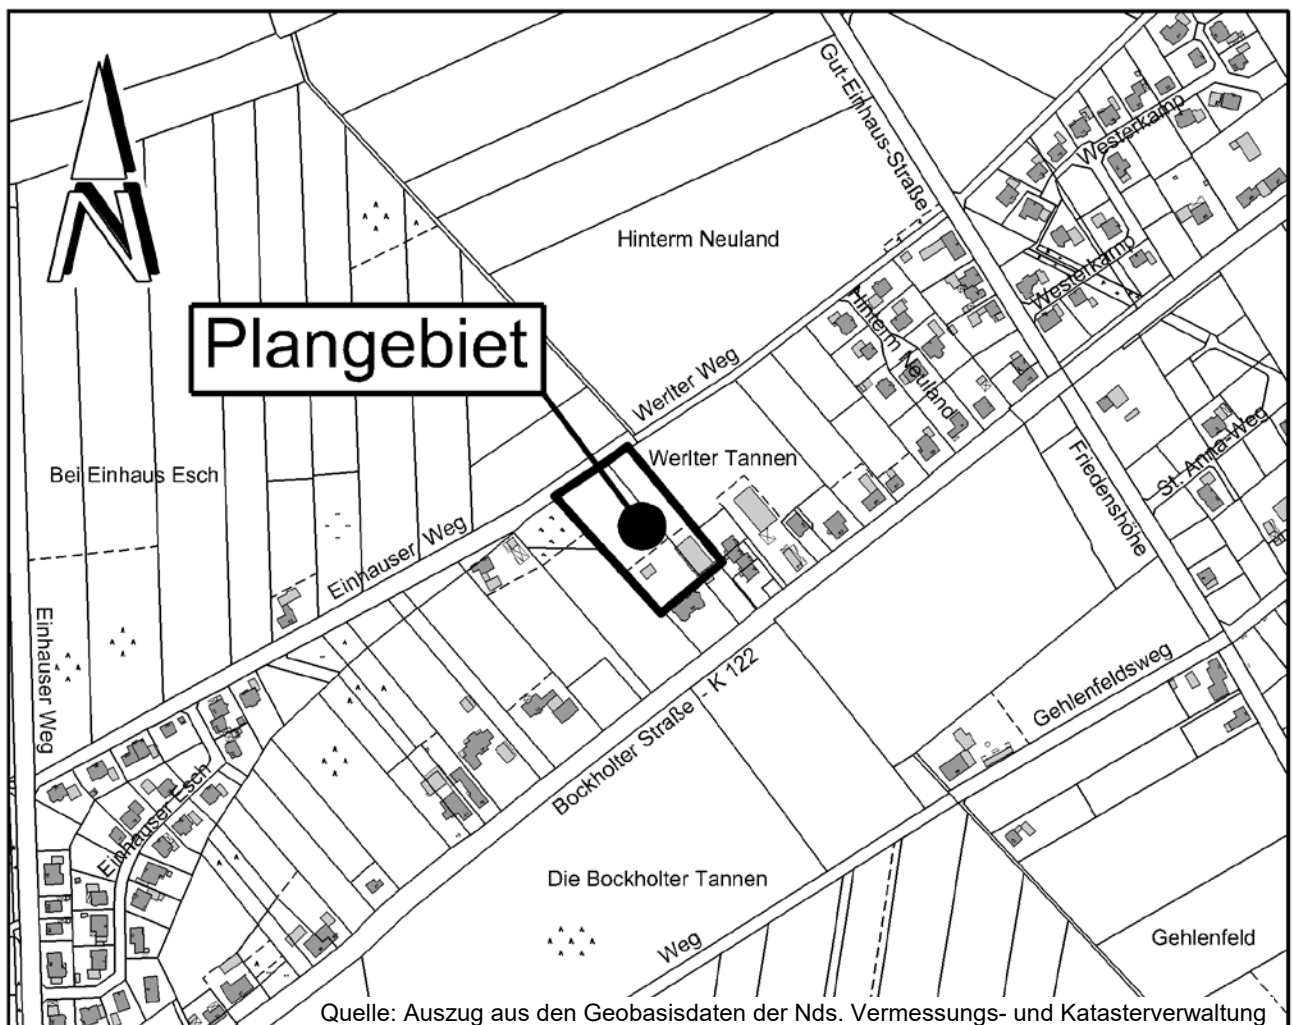 N
Gut-Einhaus-Straße
Westerkamp
Hinterm Neuland
Westerkamp
Hinterm Neuland
Plangebiet
Werlter Weg
Werlter Tannen
Bei Einhaus Esch
Friedenshöhe
St. Anna-Weg
Einhauser Weg
Einhauser Weg
Gehlenfeldsweg
Bockholter Straße - K 122
Einhauser Esch
Die Bockholter Tannen
Weg
Gehlenfeld
Quelle: Auszug aus den Geobasisdaten der Nds. Vermessungs- und Katasterverwaltung